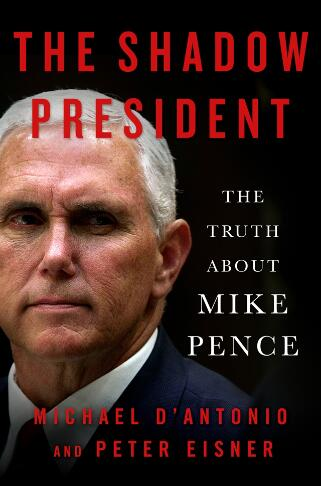 THE SHADOW
PRESIDENT
THE
TRUTH
ABOUT
MIKE
PENCE
MICHAEL D'ANTONIO
AND PETER EISNER